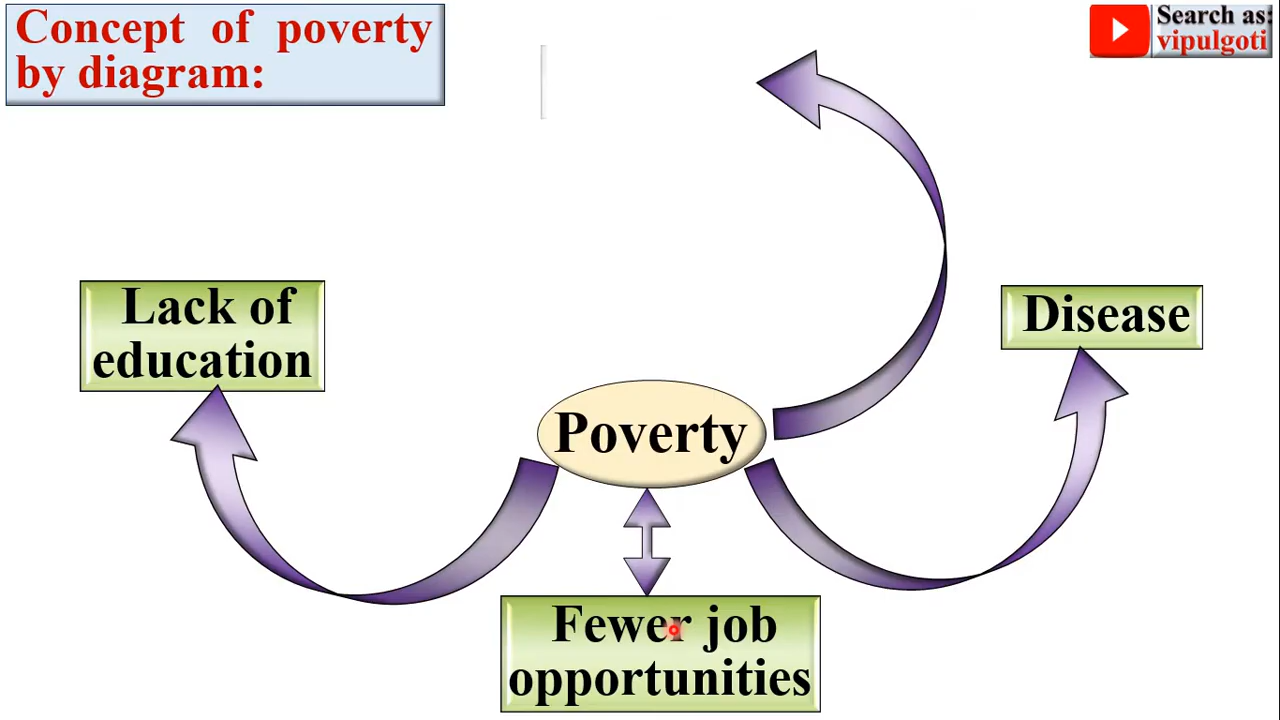 Concept of poverty
by diagram:
Search as:
vipulgoti
Lack of
education
Disease
Poverty
Fewer job
opportunities